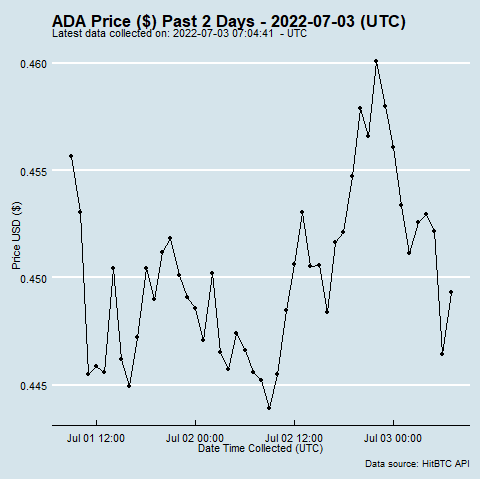 ADA Price ($) Past 2 Days - 2022-07-03 (UTC)
Latest data collected on: 2022-07-03 07:04:41 - UTC
0.460
0.455
0.450
0.445
Price USD ($)
Jul 01 12:00 Jul 02 00:00 Jul 02 12:00 Jul 03 00:00
Date Time Collected (UTC)
Data source: HitBTC API